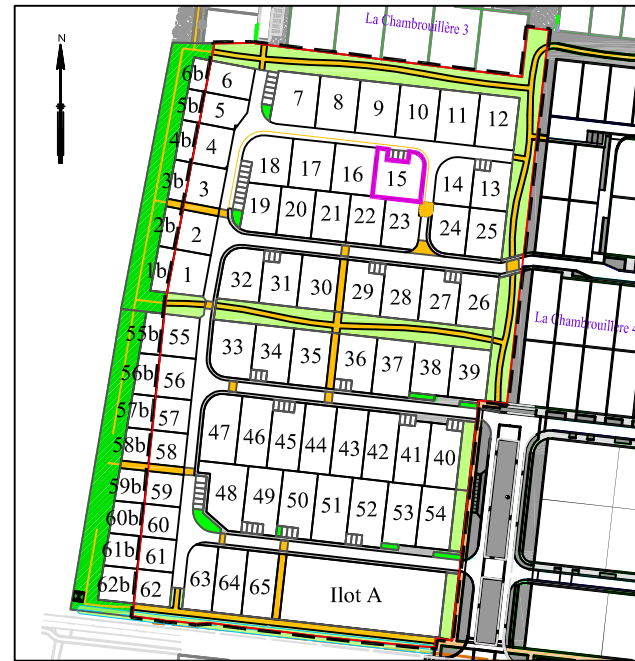 La Chambrouillère 3
N
6b 6 7 8 9 10 11 12
5b 5
4b 4 18 17 16 15 14 13
3b 3 19 20 21 22 23 24 25
2b 2
1b 1 32 31 30 29 28 27 26
La Chambrouillère 4
55b 55 33 34 35 36 37 38 39
56b 56
57b 57 47 46 45 44 43 42 41 40
58b 58
59b 59 48 49 50 51 52 53 54
60b 60
61b 61
62b 62 63 64 65 Ilot A